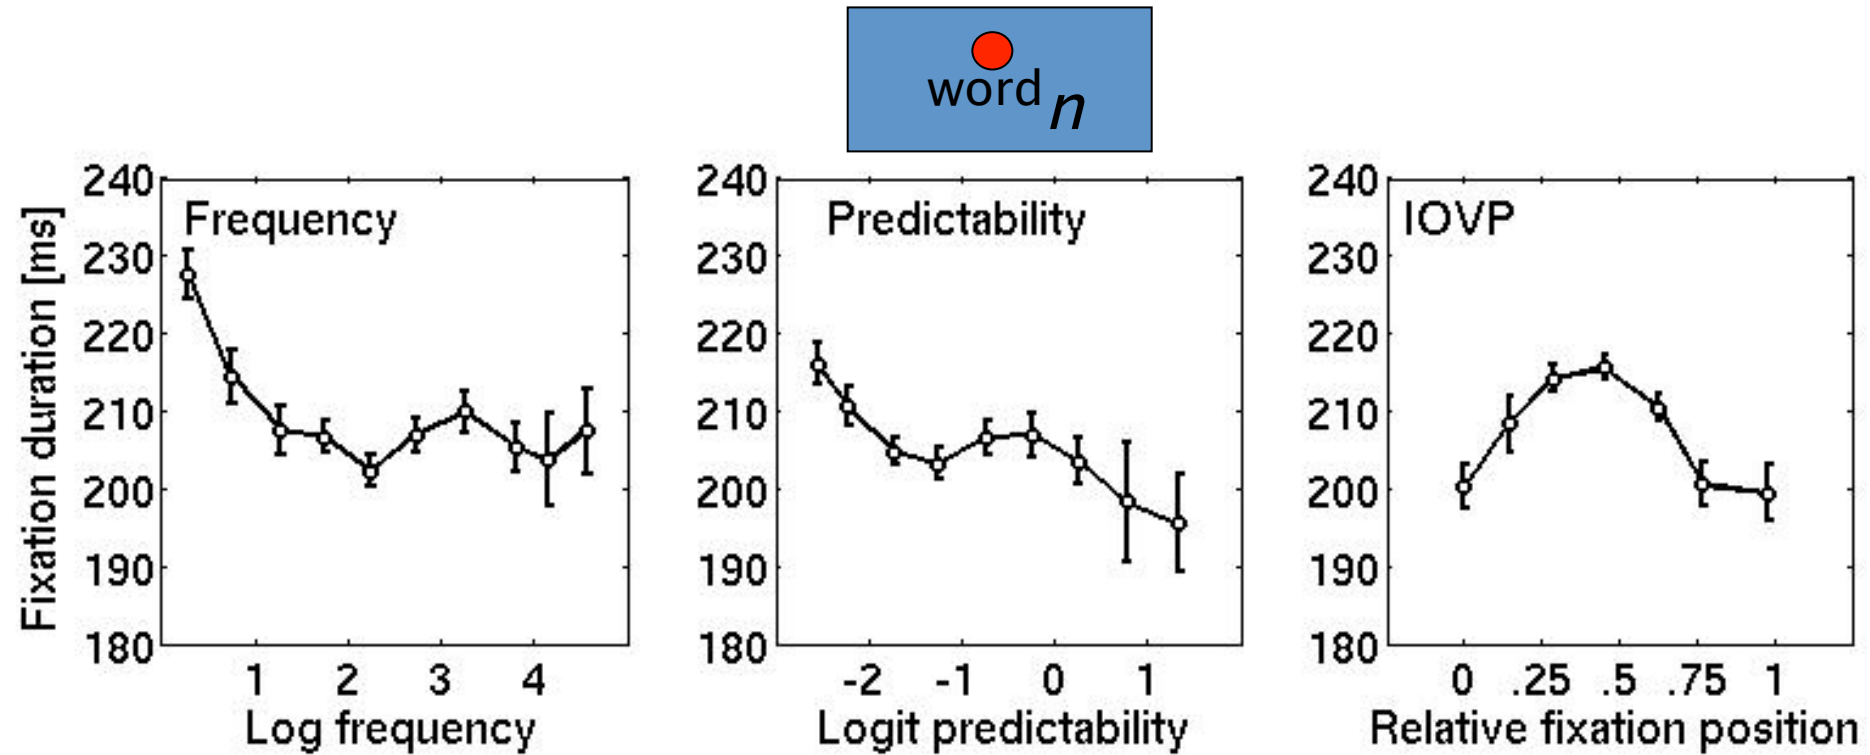 word n
240
230
220
210
200
190
180
Fixation duration [ms]
Frequency
1 2 3 4
Log frequency
240
230
220
210
200
190
180
Predictability
-2 -1 0 1
Logit predictability
240
230
220
210
200
190
180
IOVP
0 .25 .5 .75 1
Relative fixation position